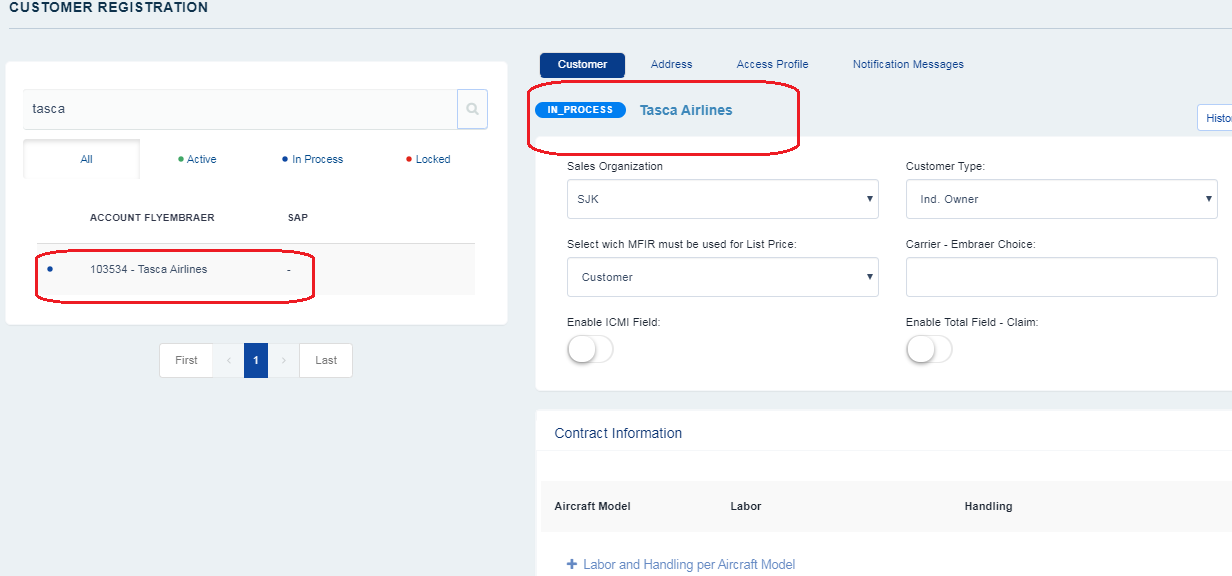 CUSTOMER REGISTRATION
tasca
All Active In Process Locked
ACCOUNT FLYEMBRAER SAP
103534 - Tasca Airlines -
First ‹ 1 › Last
Customer Address Access Profile Notification Messages
IN_PROCESS Tasca Airlines
Histo
Sales Organization Customer Type:
SJK Ind. Owner
Select wich MFIR must be used for List Price: Carrier - Embraer Choice:
Customer
Enable ICMI Field: Enable Total Field - Claim:
Contract Information
Aircraft Model Labor Handling
+ Labor and Handling per Aircraft Model